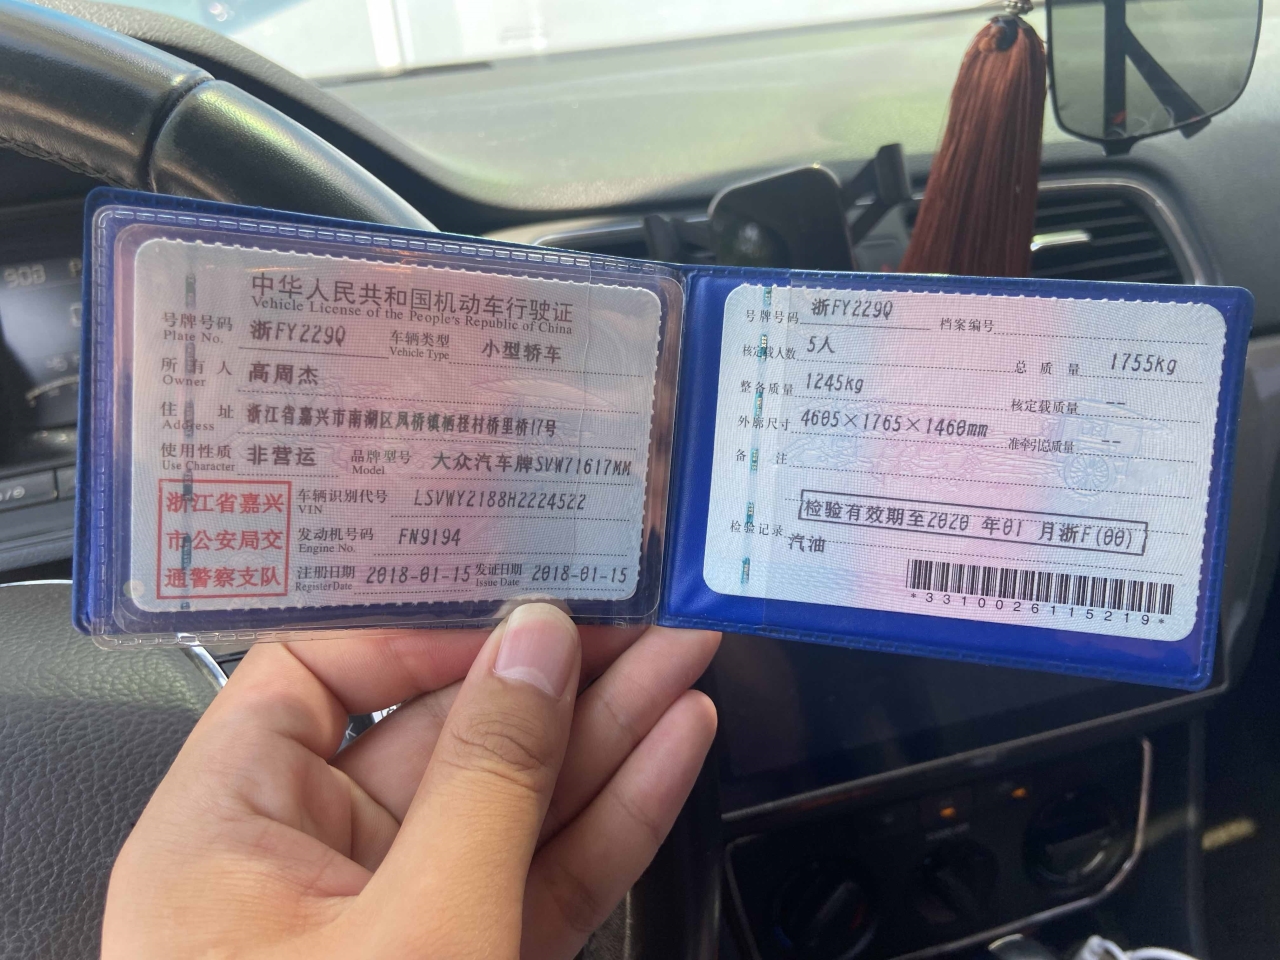 中华人民共和国机动车行驶证
Vehicle License of the People's Republic of China
号牌号码 浙FY229Q 车辆类型 小型轿车
Plate No. Vehicle Type
所有人 高周杰
Owner
住址 浙江省嘉兴市南湖区凤桥镇栖柽村桥里桥17号
Address
使用性质 非营运 品牌型号 大众汽车牌SVW71617MM
Use Character Model
浙江省嘉兴
市公安局交
通警察支队
车辆识别代号 LSVWY2188H2224522
VIN
发动机号码 FN9194
Engine No.
注册日期 2018-01-15 发证日期 2018-01-15
Register Date Issue Date
号牌号码 浙FY229Q 档案编号
核定载人数 5人 总质量 1755kg
整备质量 1245kg 核定载质量 --
外廓尺寸 4605×1765×1460mm 准牵引总质量 --
备注
检验有效期至2020 年01 月浙F(00)
检验记录
汽油
*3310026115219*